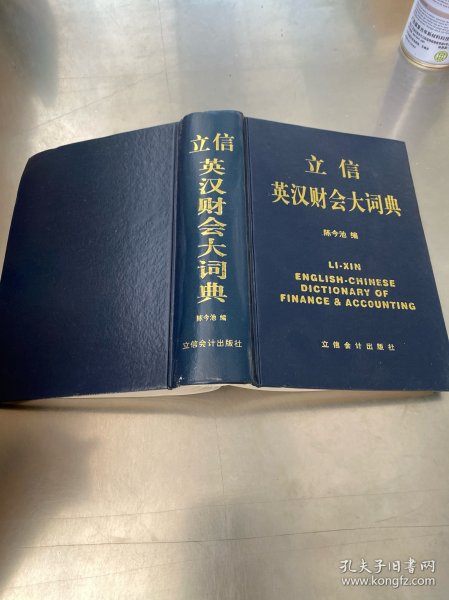 立信
英汉财会大词典
陈今池 编
立信会计出版社
立信
英汉财会大词典
陈今池 编
LI-XIN
ENGLISH-CHINESE
DICTIONARY OF
FINANCE & ACCOUNTING
立信会计出版社
孔夫子旧书网
www.kongfz.com